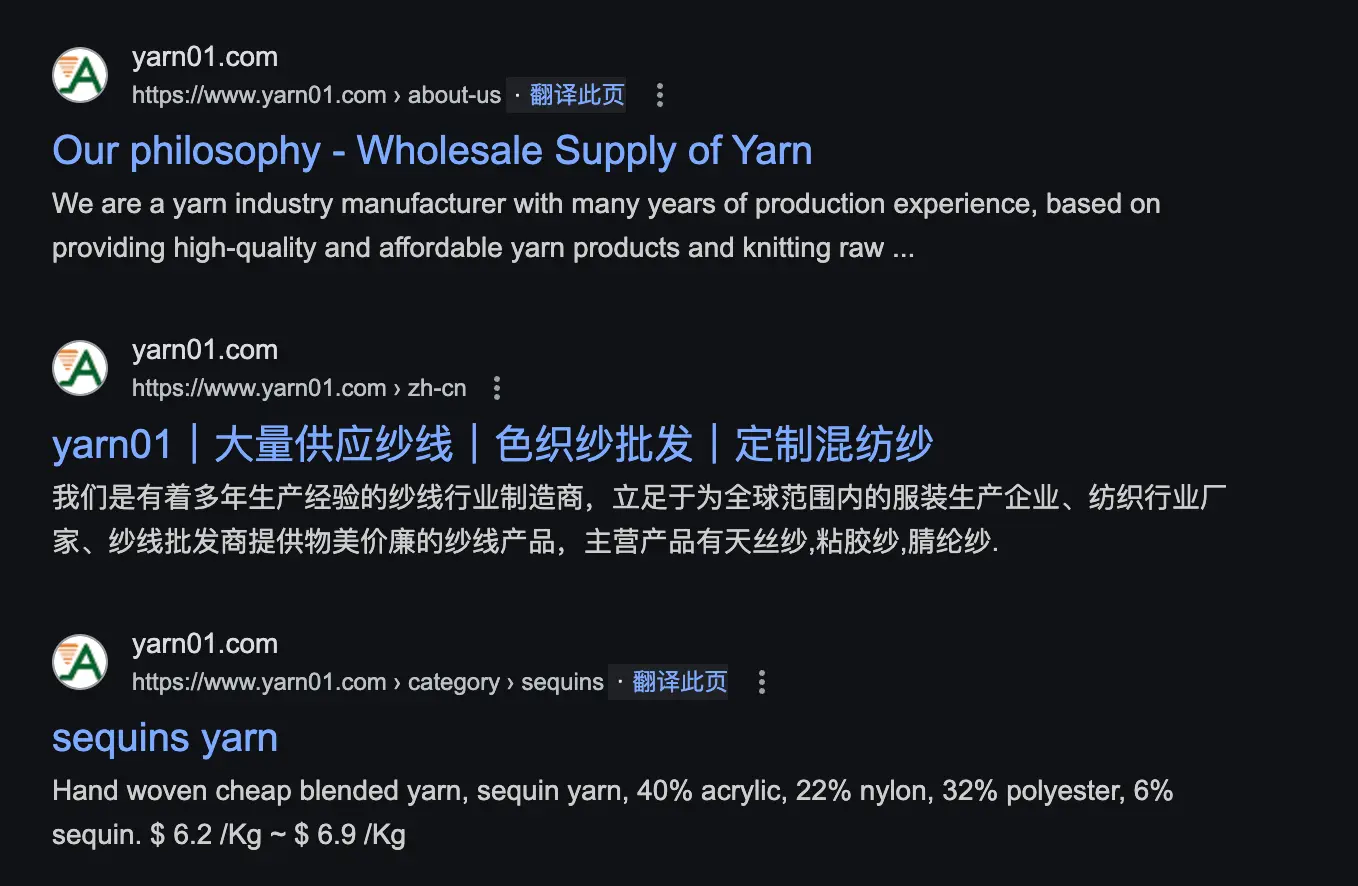 yarn01.com
https://www.yarn01.com › about-us · 翻译此页
Our philosophy - Wholesale Supply of Yarn
We are a yarn industry manufacturer with many years of production experience, based on
providing high-quality and affordable yarn products and knitting raw ...
yarn01.com
https://www.yarn01.com › zh-cn
yarn01｜大量供应纱线｜色织纱批发｜定制混纺纱
我们是有着多年生产经验的纱线行业制造商，立足于为全球范围内的服装生产企业、纺织行业厂
家、纱线批发商提供物美价廉的纱线产品，主营产品有天丝纱,粘胶纱,腈纶纱.
yarn01.com
https://www.yarn01.com › category › sequins · 翻译此页
sequins yarn
Hand woven cheap blended yarn, sequin yarn, 40% acrylic, 22% nylon, 32% polyester, 6%
sequin. $ 6.2 /Kg ~ $ 6.9 /Kg